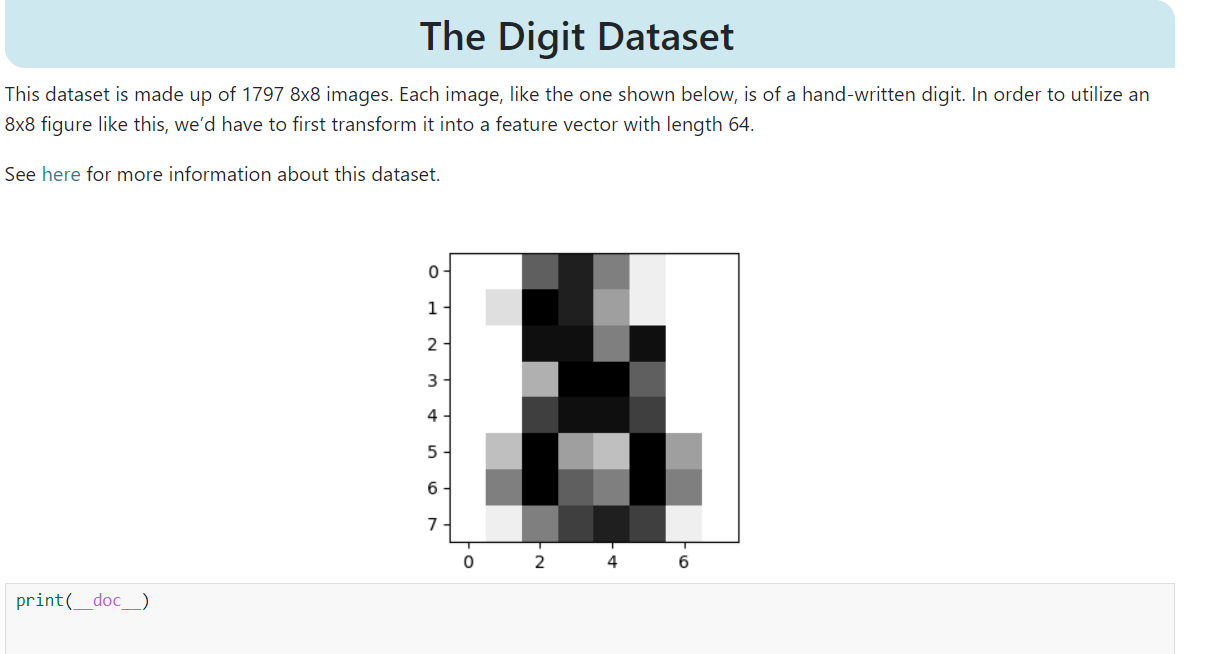 The Digit Dataset
This dataset is made up of 1797 8x8 images. Each image, like the one shown below, is of a hand-written digit. In order to utilize an
8x8 figure like this, we’d have to first transform it into a feature vector with length 64.
See here for more information about this dataset.
0
1
2
3
4
5
6
7
0 2 4 6
print(__doc__)